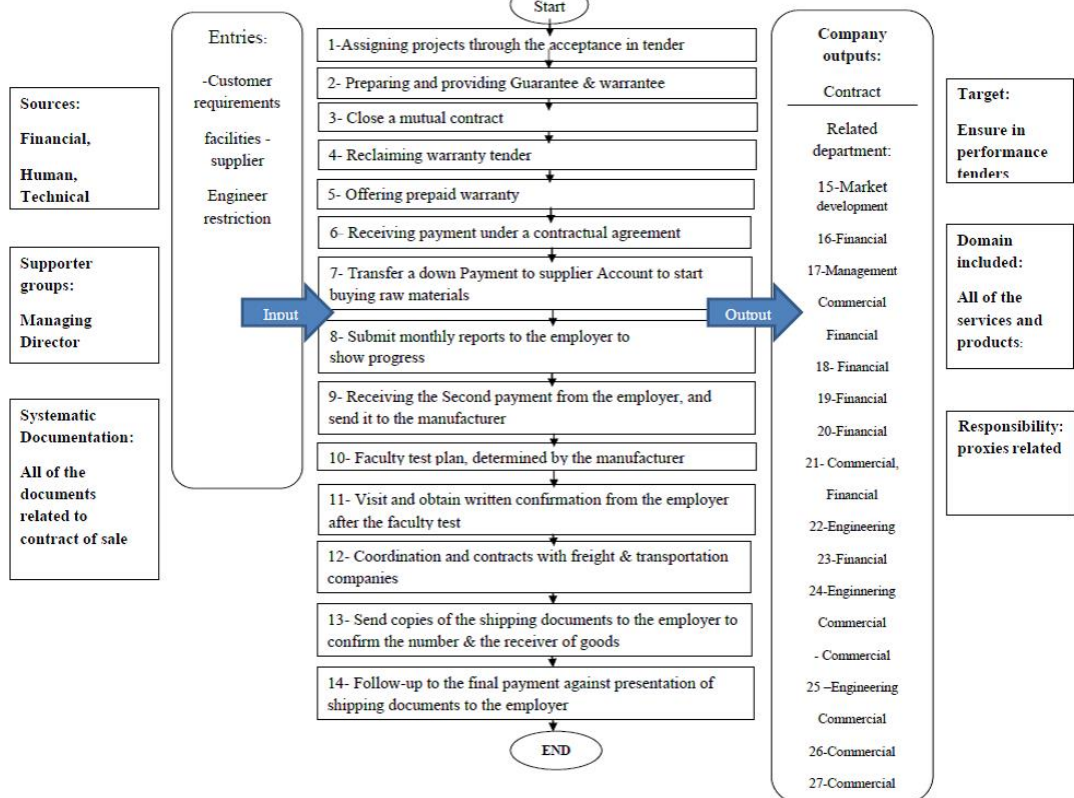 Start
Sources:
Financial,
Human,
Technical
Supporter
groups:
Managing
Director
Systematic
Documentation:
All of the
documents
related to
contract of sale
Entries:
-Customer
requirements
facilities -
supplier
Engineer
restriction
Input
1-Assigning projects through the acceptance in tender
2- Preparing and providing Guarantee & warrantee
3- Close a mutual contract
4- Reclaiming warranty tender
5- Offering prepaid warranty
6- Receiving payment under a contractual agreement
7- Transfer a down Payment to supplier Account to start
buying raw materials
8- Submit monthly reports to the employer to
show progress
9- Receiving the Second payment from the employer, and
send it to the manufacturer
10- Faculty test plan, determined by the manufacturer
11- Visit and obtain written confirmation from the employer
after the faculty test
12- Coordination and contracts with freight & transportation
companies
13- Send copies of the shipping documents to the employer to
confirm the number & the receiver of goods
14- Follow-up to the final payment against presentation of
shipping documents to the employer
END
Output
Company
outputs:
Contract
Related
department:
15-Market
development
16-Financial
17-Management
Commercial
Financial
18- Financial
19-Financial
20-Financial
21- Commercial,
Financial
22-Engineering
23-Financial
24-Enginnering
Commercial
- Commercial
25 –Engineering
Commercial
26-Commercial
27-Commercial
Target:
Ensure in
performance
tenders
Domain
included:
All of the
services and
products:
Responsibility:
proxies related